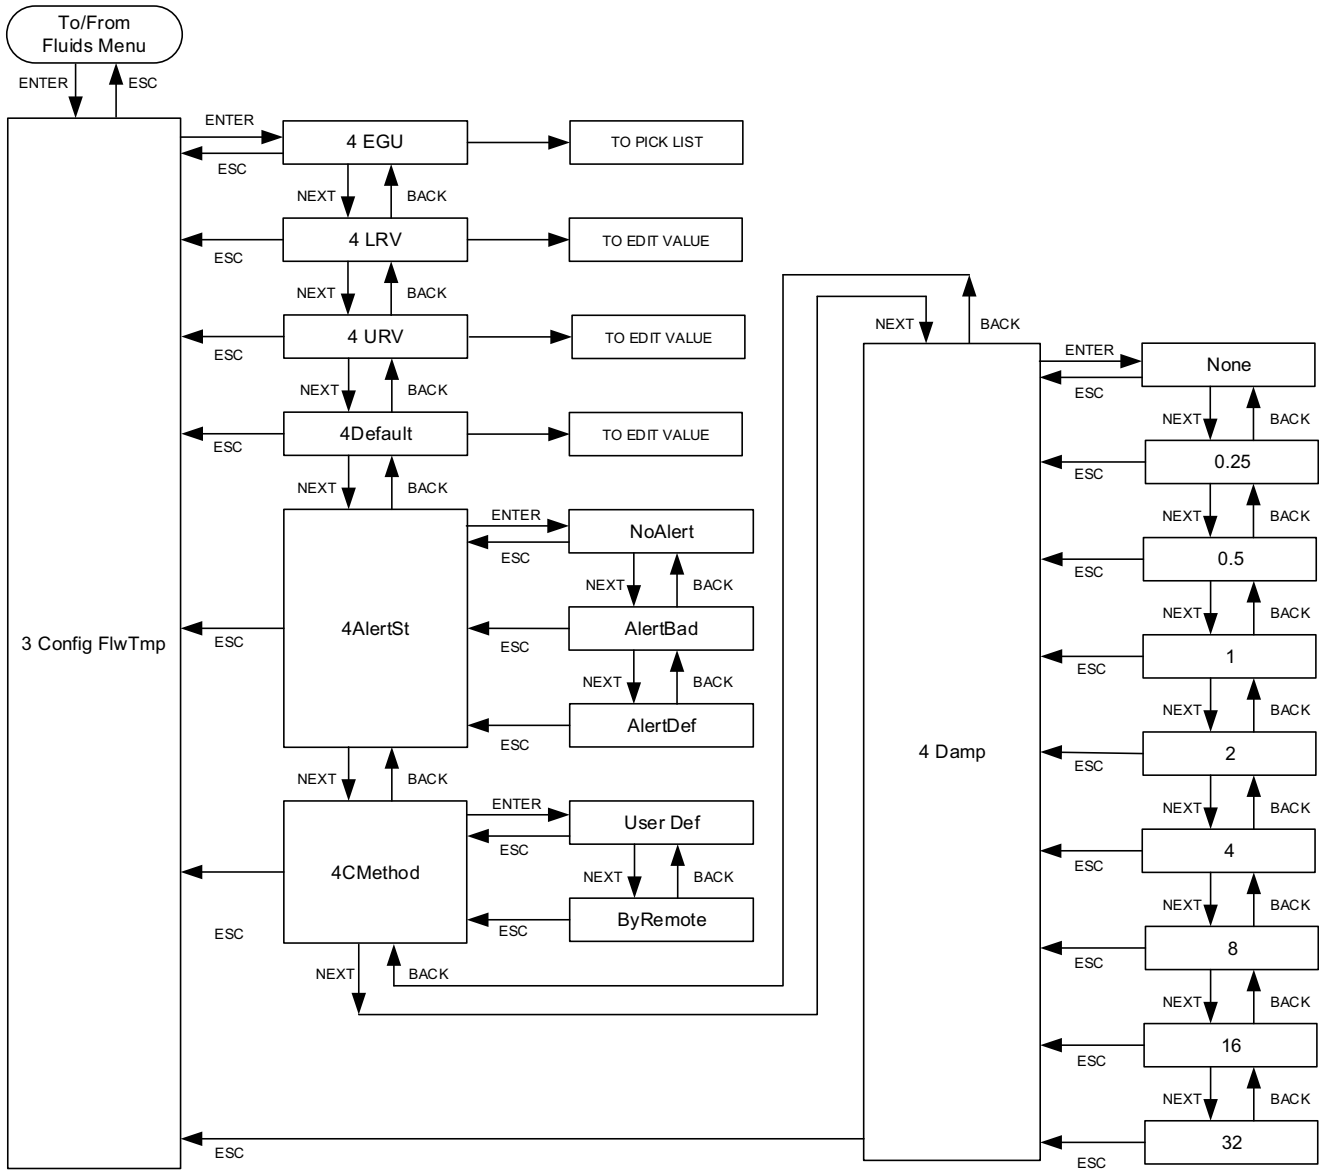 To/From
Fluids Menu
ENTER
ESC
3 Config FlwTmp
ENTER
ESC
4 EGU
TO PICK LIST
NEXT
BACK
ESC
4 LRV
TO EDIT VALUE
NEXT
BACK
ESC
4 URV
TO EDIT VALUE
NEXT
BACK
ESC
4Default
TO EDIT VALUE
NEXT
BACK
ESC
4AlertSt
ENTER
ESC
NoAlert
NEXT
BACK
ESC
AlertBad
NEXT
BACK
ESC
AlertDef
NEXT
BACK
ESC
4CMethod
ENTER
ESC
User Def
NEXT
BACK
ESC
ByRemote
NEXT
BACK
NEXT
BACK
ESC
4 Damp
ENTER
ESC
None
NEXT
BACK
ESC
0.25
NEXT
BACK
ESC
0.5
NEXT
BACK
ESC
1
NEXT
BACK
ESC
2
NEXT
BACK
ESC
4
NEXT
BACK
ESC
8
NEXT
BACK
ESC
16
NEXT
BACK
ESC
32